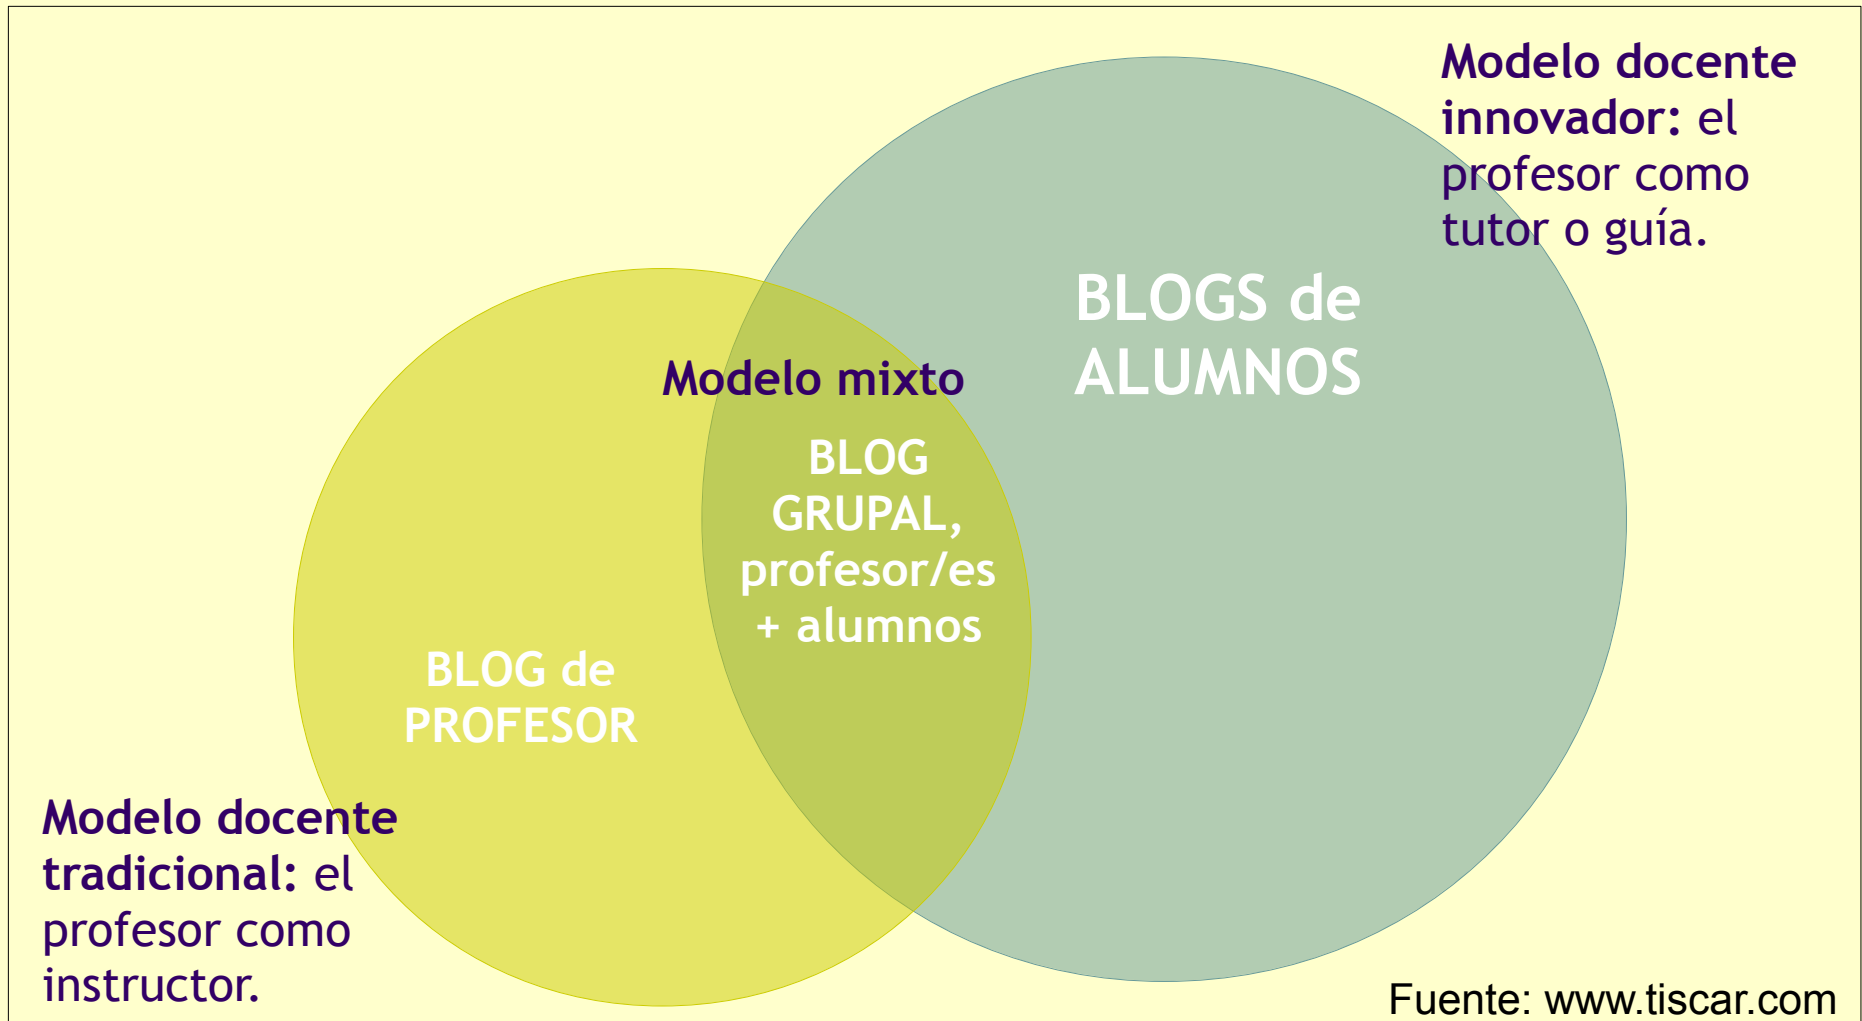 Modelo docente
innovador: el
profesor como
tutor o guía.
BLOGS de
ALUMNOS
Modelo mixto
BLOG
GRUPAL,
profesor/es
+ alumnos
BLOG de
PROFESOR
Modelo docente
tradicional: el
profesor como
instructor.
Fuente: www.tiscar.com